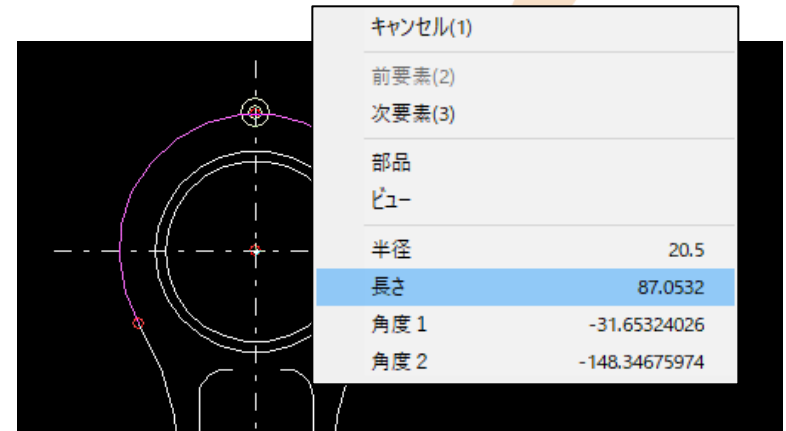 キャンセル(1)
前要素(2)
次要素(3)
部品
ビュー
半径 20.5
長さ 87.0532
角度 1 -31.65324026
角度 2 -148.34675974